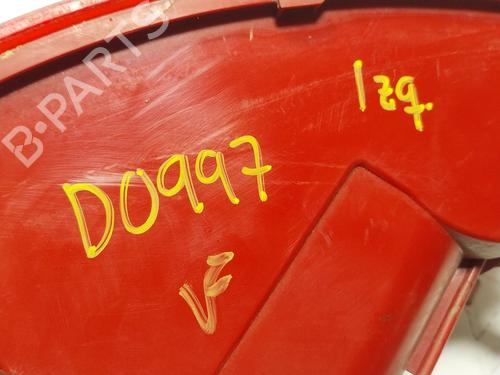 B-PARTS
Izq.
D0997
VF